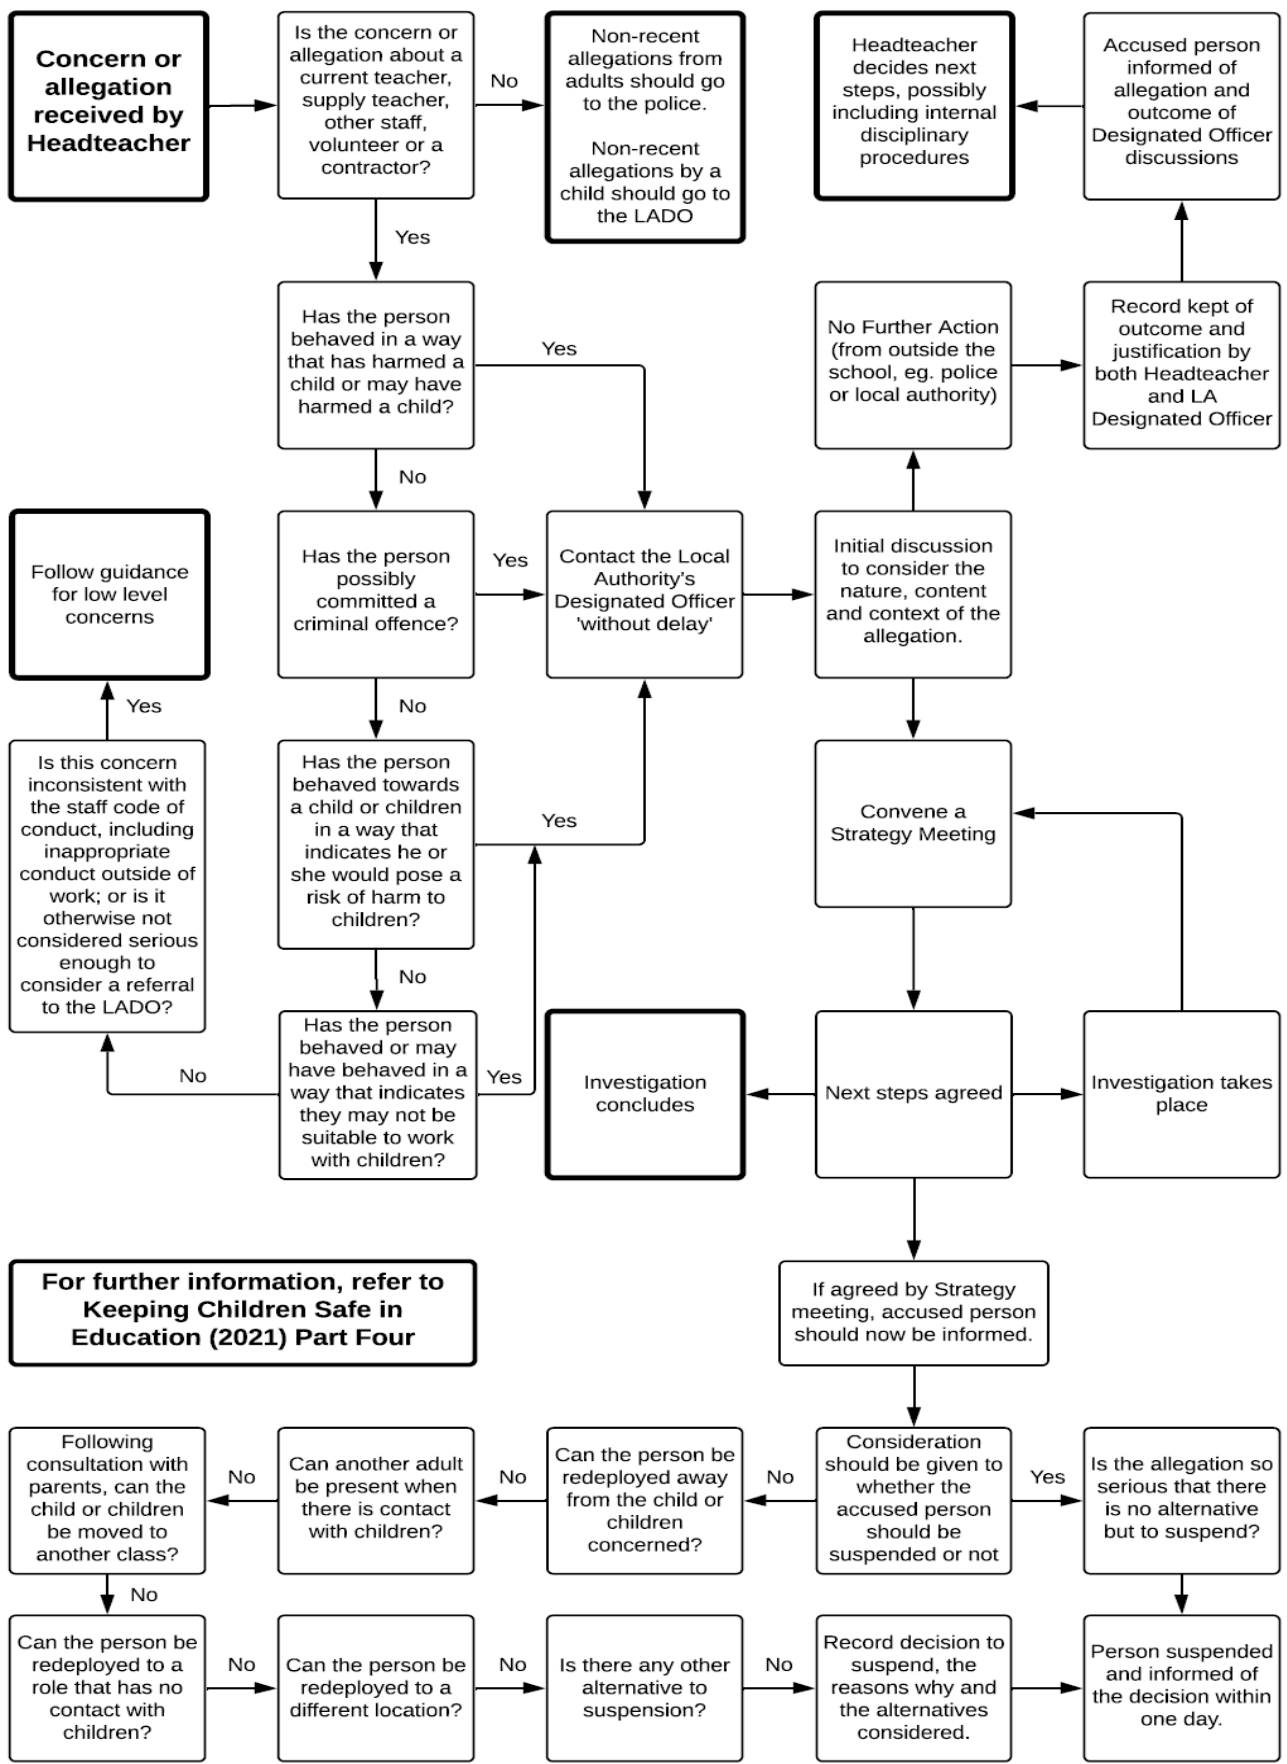 Concern or
allegation
received by
Headteacher
Is the concern or
allegation about a
current teacher,
supply teacher,
other staff,
volunteer or a
contractor?
No
Non-recent
allegations from
adults should go
to the police.
Non-recent
allegations by a
child should go to
the LADO
Headteacher
decides next
steps, possibly
including internal
disciplinary
procedures
Accused person
informed of
allegation and
outcome of
Designated Officer
discussions
Yes
Has the person
behaved in a way
that has harmed a
child or may have
harmed a child?
Yes
No Further Action
(from outside the
school, eg. police
or local authority)
Record kept of
outcome and
justification by
both Headteacher
and LA
Designated Officer
No
Follow guidance
for low level
concerns
Has the person
possibly
committed a
criminal offence?
Yes
Contact the Local
Authority's
Designated Officer
'without delay'
Initial discussion
to consider the
nature, content
and context of the
allegation.
Yes
No
Is this concern
inconsistent with
the staff code of
conduct, including
inappropriate
conduct outside of
work; or is it
otherwise not
considered serious
enough to
consider a referral
to the LADO?
Has the person
behaved towards
a child or children
in a way that
indicates he or
she would pose a
risk of harm to
children?
Yes
Convene a
Strategy Meeting
No
No
Has the person
behaved or may
have behaved in a
way that indicates
they may not be
suitable to work
with children?
Yes
Investigation
concludes
Next steps agreed
Investigation takes
place
For further information, refer to
Keeping Children Safe in
Education (2021) Part Four
If agreed by Strategy
meeting, accused person
should now be informed.
Following
consultation with
parents, can the
child or children
be moved to
another class?
No
Can another adult
be present when
there is contact
with children?
No
Can the person be
redeployed away
from the child or
children
concerned?
No
Consideration
should be given to
whether the
accused person
should be
suspended or not
Yes
Is the allegation so
serious that there
is no alternative
but to suspend?
No
Can the person be
redeployed to a
role that has no
contact with
children?
No
Can the person be
redeployed to a
different location?
No
Is there any other
alternative to
suspension?
No
Record decision to
suspend, the
reasons why and
the alternatives
considered.
Person suspended
and informed of
the decision within
one day.